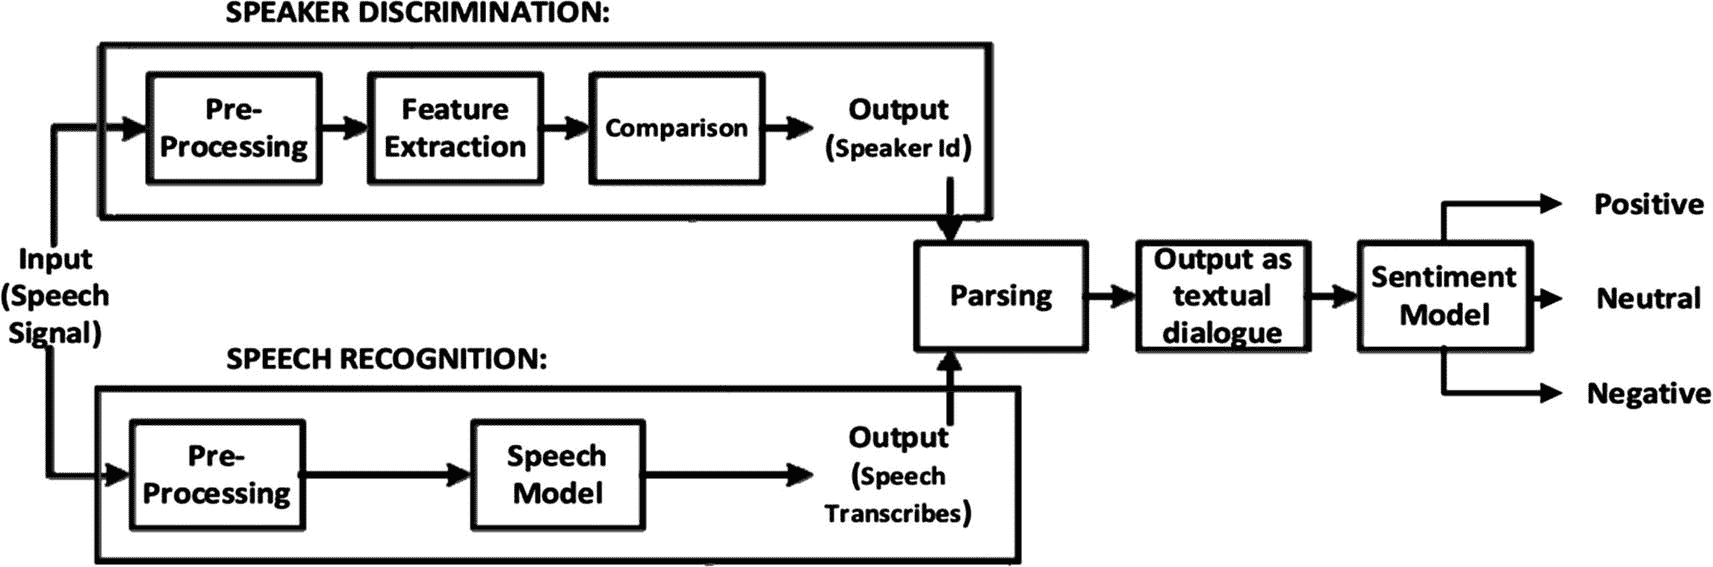 SPEAKER DISCRIMINATION:
Pre-
Processing
Feature
Extraction
Comparison
Output
(Speaker Id)
Input
(Speech
Signal)
SPEECH RECOGNITION:
Pre-
Processing
Speech
Model
Output
(Speech
Transcribes)
Parsing
Output as
textual
dialogue
Sentiment
Model
Positive
Neutral
Negative